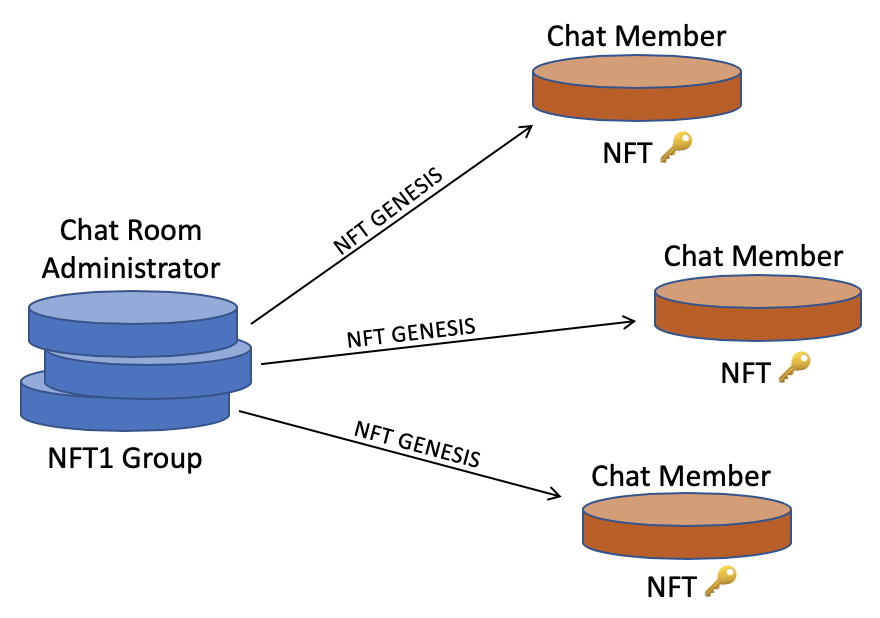 Chat Member
NFT
NFT GENESIS
Chat Room
Administrator
Chat Member
NFT GENESIS
NFT
NFT GENESIS
NFT1 Group
Chat Member
NFT